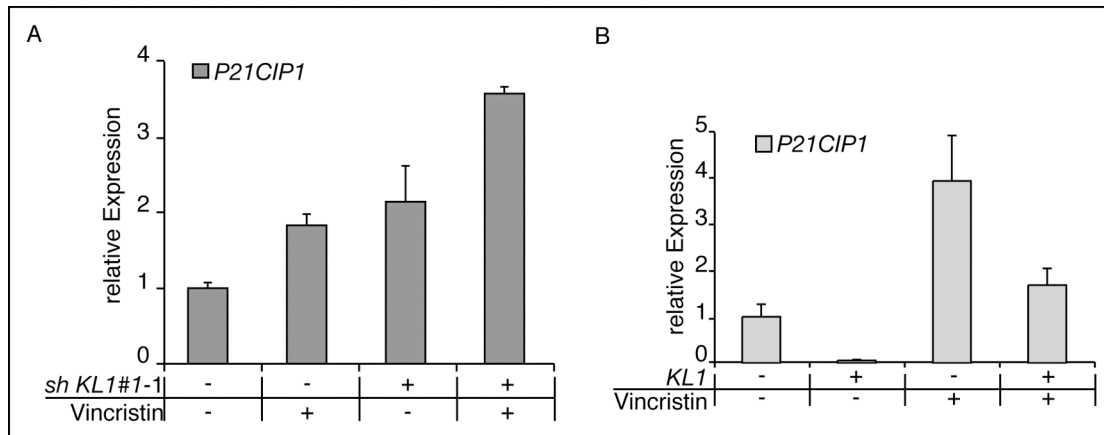 A
4
P21CIP1
3
2
1
0
relative Expression
sh KL1#1-1 - - + +
Vincristin - + - +
B
5
P21CIP1
4
3
2
1
0
relative Expression
KL1 - + - +
Vincristin - - + +